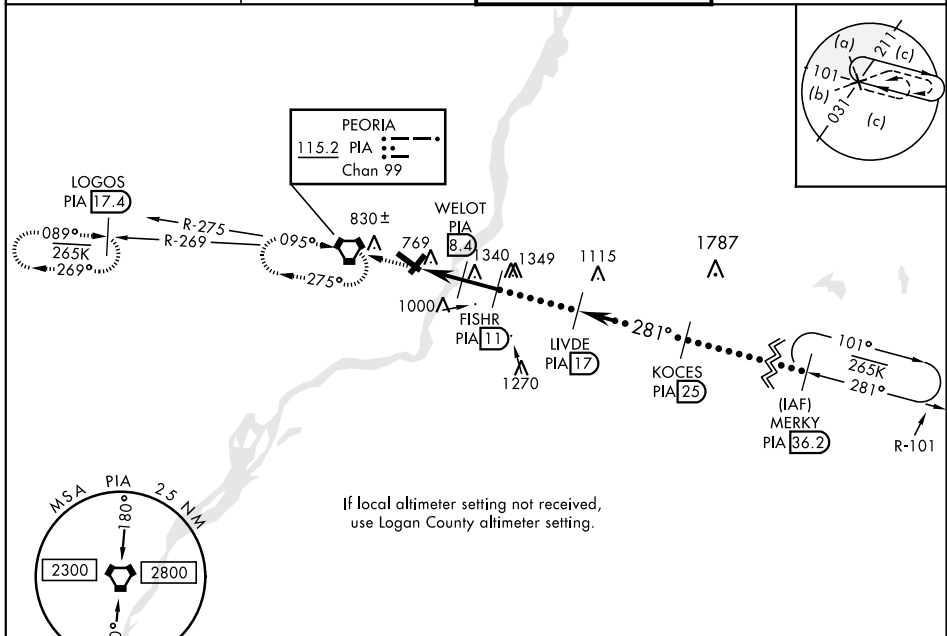 (a)
211
(c)
101
(b)
031
(c)
PEORIA
115.2 PIA
Chan 99
LOGOS
PIA 17.4
R-275
R-269
089°
265K
269°
095°
275°
830±
769
WELOT
PIA
8.4
1340
1349
1115
1787
1000
FISHR
PIA 11
1270
LIVDE
PIA 17
281°
KOCES
PIA 25
101°
265K
281°
(IAF)
MERKY
PIA 36.2
R-101
If local altimeter setting not received,
use Logan County altimeter setting.
MSA PIA 25 NM
180°
2300
2800